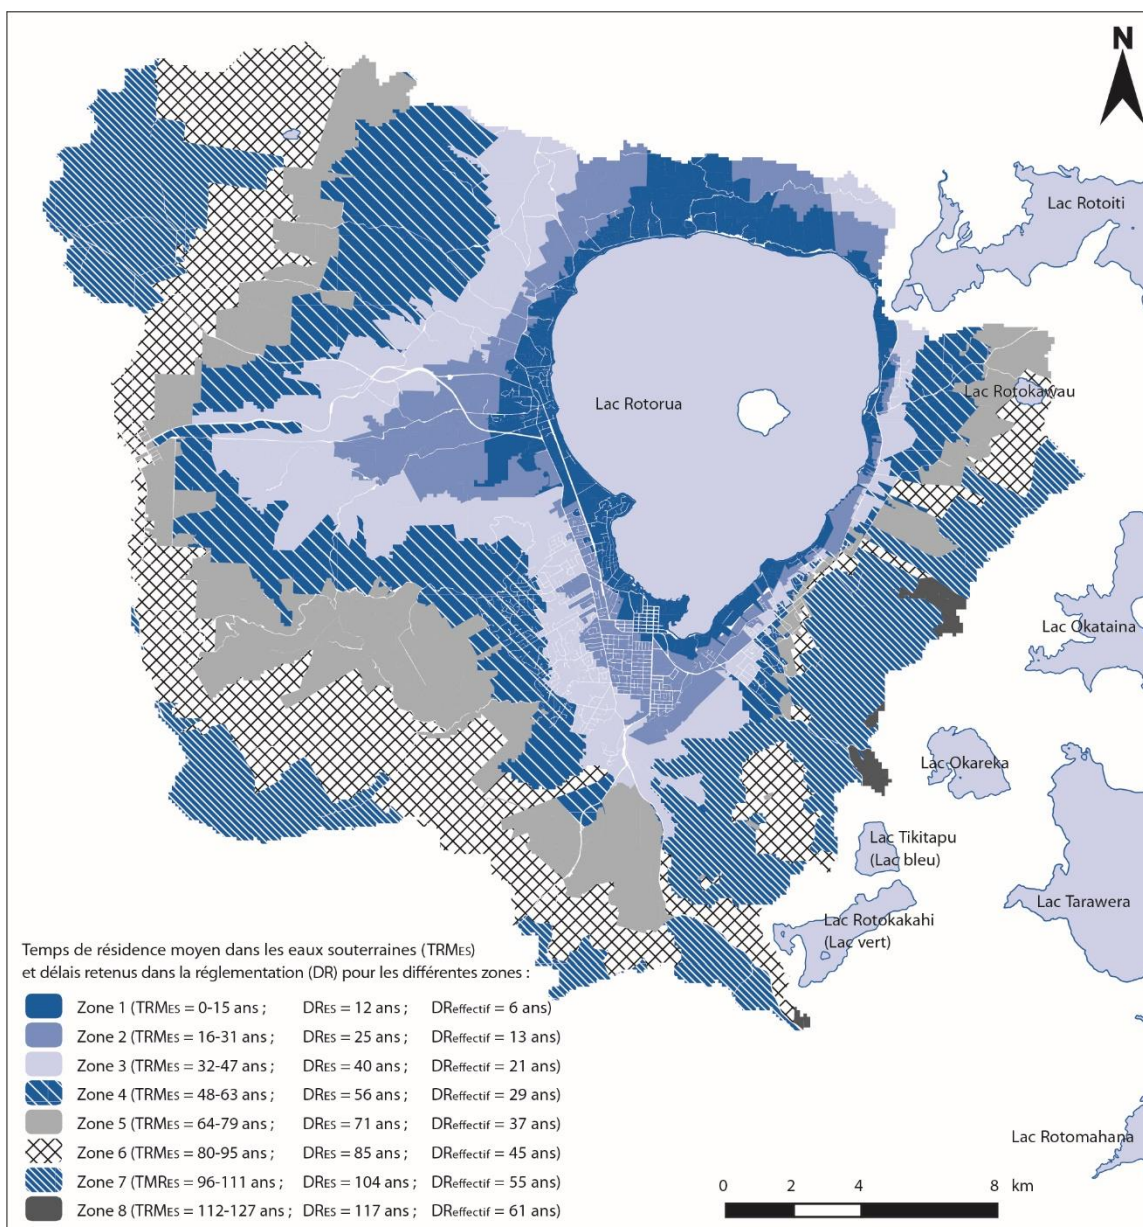 N
Lac Rotoiti
Lac Rotorua
Lac Rotokawau
Lac Okataina
Lac Okareka
Lac Tikitapu
(Lac bleu)
Lac Tarawera
Lac Rotokakahi
(Lac vert)
Lac Rotomahana
Temps de résidence moyen dans les eaux souterraines (TRMES)
et délais retenus dans la réglementation (DR) pour les différentes zones :
Zone 1 (TRMES = 0-15 ans ; DRES = 12 ans ; DReffectif = 6 ans)
Zone 2 (TRMES = 16-31 ans ; DRES = 25 ans ; DReffectif = 13 ans)
Zone 3 (TRMES = 32-47 ans ; DRES = 40 ans ; DReffectif = 21 ans)
Zone 4 (TRMES = 48-63 ans ; DRES = 56 ans ; DReffectif = 29 ans)
Zone 5 (TRMES = 64-79 ans ; DRES = 71 ans ; DReffectif = 37 ans)
Zone 6 (TRMES = 80-95 ans ; DRES = 85 ans ; DReffectif = 45 ans)
Zone 7 (TMRES = 96-111 ans ; DRES = 104 ans ; DReffectif = 55 ans)
Zone 8 (TRMES = 112-127 ans ; DRES = 117 ans ; DReffectif = 61 ans)
0 2 4 8 km